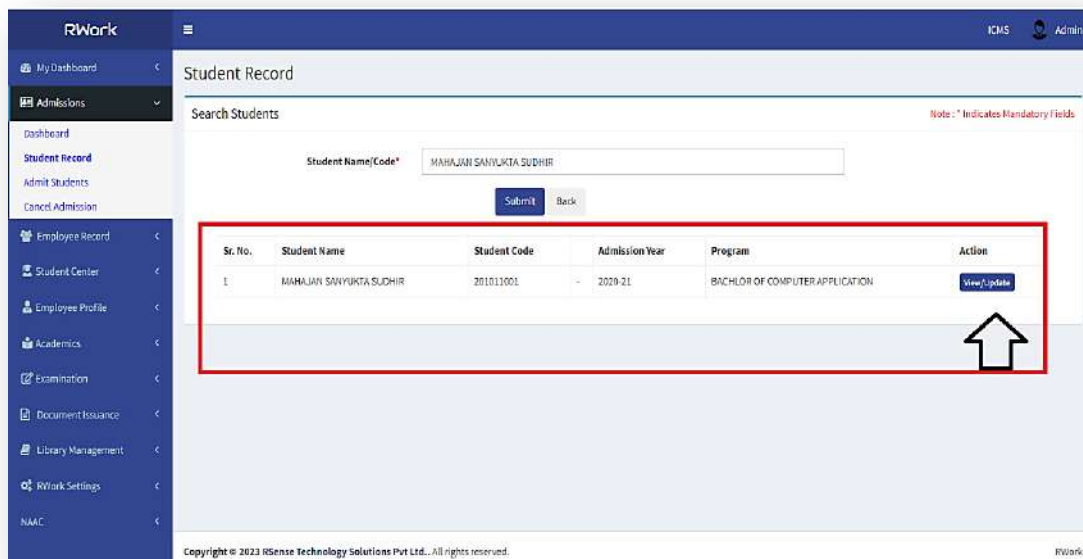 RWork
ICMS Admin
My Dashboard
Admissions
Dashboard
Student Record
Admit Students
Cancel Admission
Employee Record
Student Center
Employee Profile
Academics
Examination
Document Issuance
Library Management
RWork Settings
NAAC
Student Record
Search Students
Note : * Indicates Mandatory Fields
Student Name/Code* MAHAJAN SANYUKTA SUDHIR
Submit Back
Sr. No. Student Name Student Code Admission Year Program Action
1 MAHAJAN SANYUKTA SUDHIR 201011001 - 2020-21 BACHLOR OF COMPUTER APPLICATION View/Update
Copyright © 2023 RSense Technology Solutions Pvt Ltd.. All rights reserved.
RWork